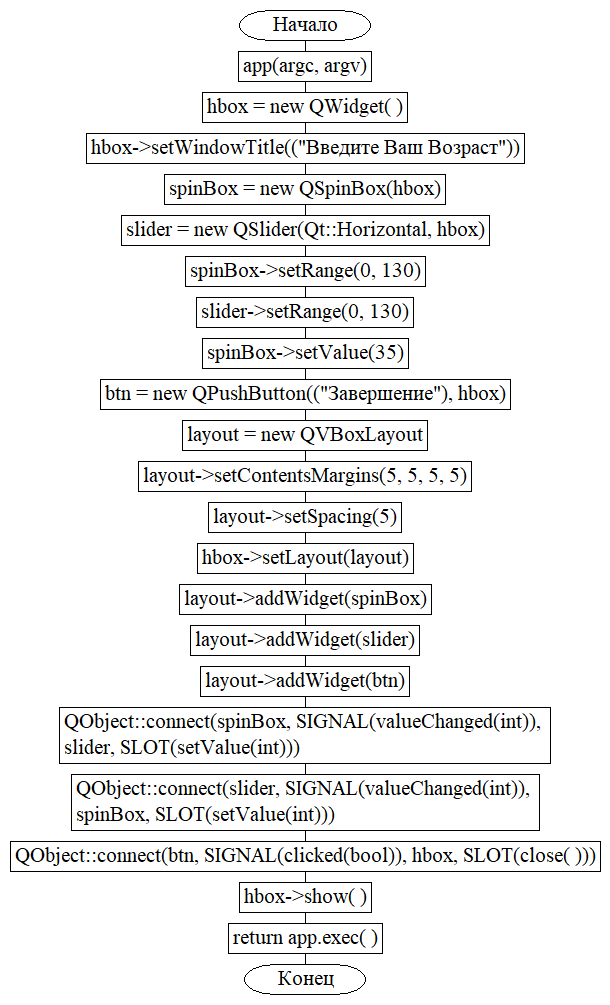 Начало
app(argc, argv)
hbox = new QWidget( )
hbox->setWindowTitle(("Введите Ваш Возраст"))
spinBox = new QSpinBox(hbox)
slider = new QSlider(Qt::Horizontal, hbox)
spinBox->setRange(0, 130)
slider->setRange(0, 130)
spinBox->setValue(35)
btn = new QPushButton(("Завершение"), hbox)
layout = new QVBoxLayout
layout->setContentsMargins(5, 5, 5, 5)
layout->setSpacing(5)
hbox->setLayout(layout)
layout->addWidget(spinBox)
layout->addWidget(slider)
layout->addWidget(btn)
QObject::connect(spinBox, SIGNAL(valueChanged(int)),
slider, SLOT(setValue(int)))
QObject::connect(slider, SIGNAL(valueChanged(int)),
spinBox, SLOT(setValue(int)))
QObject::connect(btn, SIGNAL(clicked(bool)), hbox, SLOT(close( )))
hbox->show( )
return app.exec( )
Конец